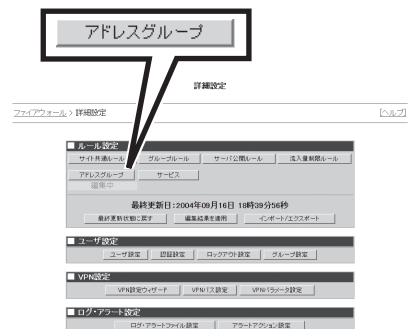 アドレスグループ
詳細設定
ファイアウォール > 詳細設定 [ヘルプ]
■ ルール設定
サイト共通ルール グループルール サーバ公開ルール 流入量制限ルール
アドレスグループ サービス
編集中
最終更新日:2004年09月16日 18時39分56秒
最終更新状態に戻す 編集結果を適用 インポート/エクスポート
■ ユーザ設定
ユーザ設定 認証設定 ロックアウト設定 グループ設定
■ VPN設定
VPN設定ウィザード VPNパス設定 VPNパラメータ設定
■ ログ・アラート設定
ログ・アラートファイル設定 アラートアクション設定